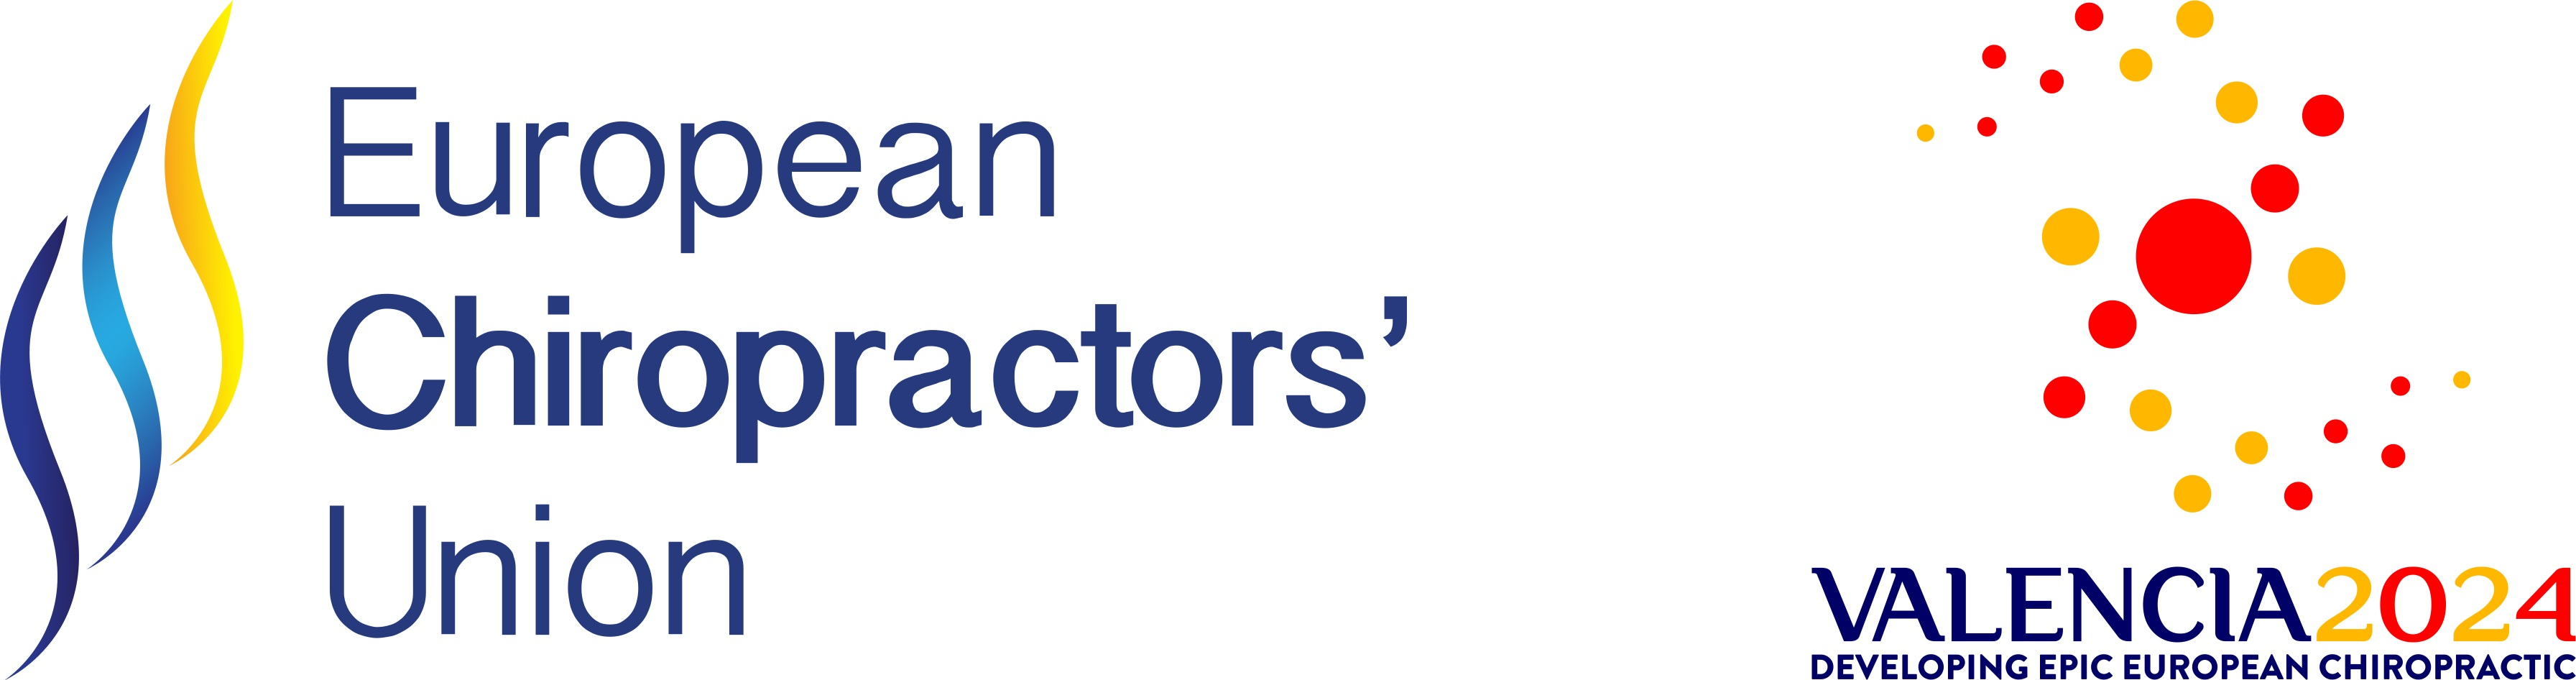 European
Chiropractors’
Union
VALENCIA2024
DEVELOPING EPIC EUROPEAN CHIROPRACTIC